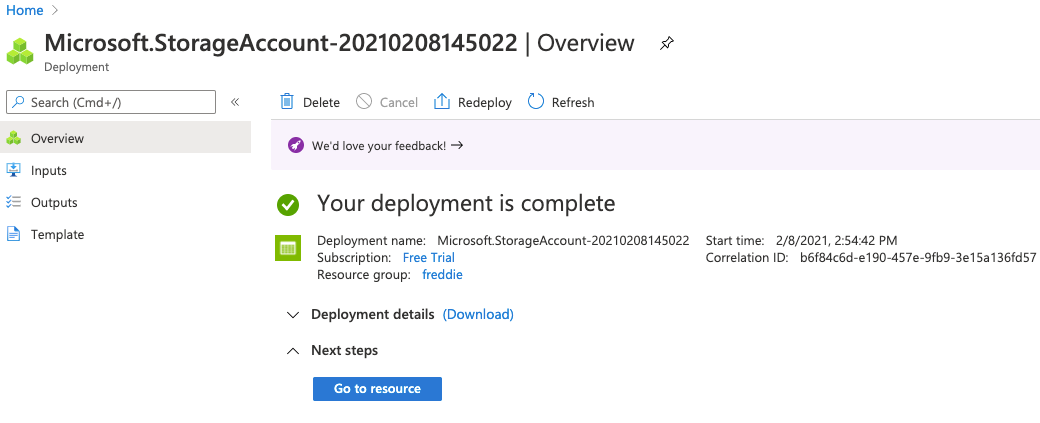 Home >
Microsoft.StorageAccount-20210208145022 | Overview
Deployment
Search (Cmd+/) «
Delete Cancel Redeploy Refresh
Overview
Inputs
Outputs
Template
We'd love your feedback! →
Your deployment is complete
Deployment name: Microsoft.StorageAccount-20210208145022 Start time: 2/8/2021, 2:54:42 PM
Subscription: Free Trial Correlation ID: b6f84c6d-e190-457e-9fb9-3e15a136fd57
Resource group: freddie
Deployment details (Download)
Next steps
Go to resource